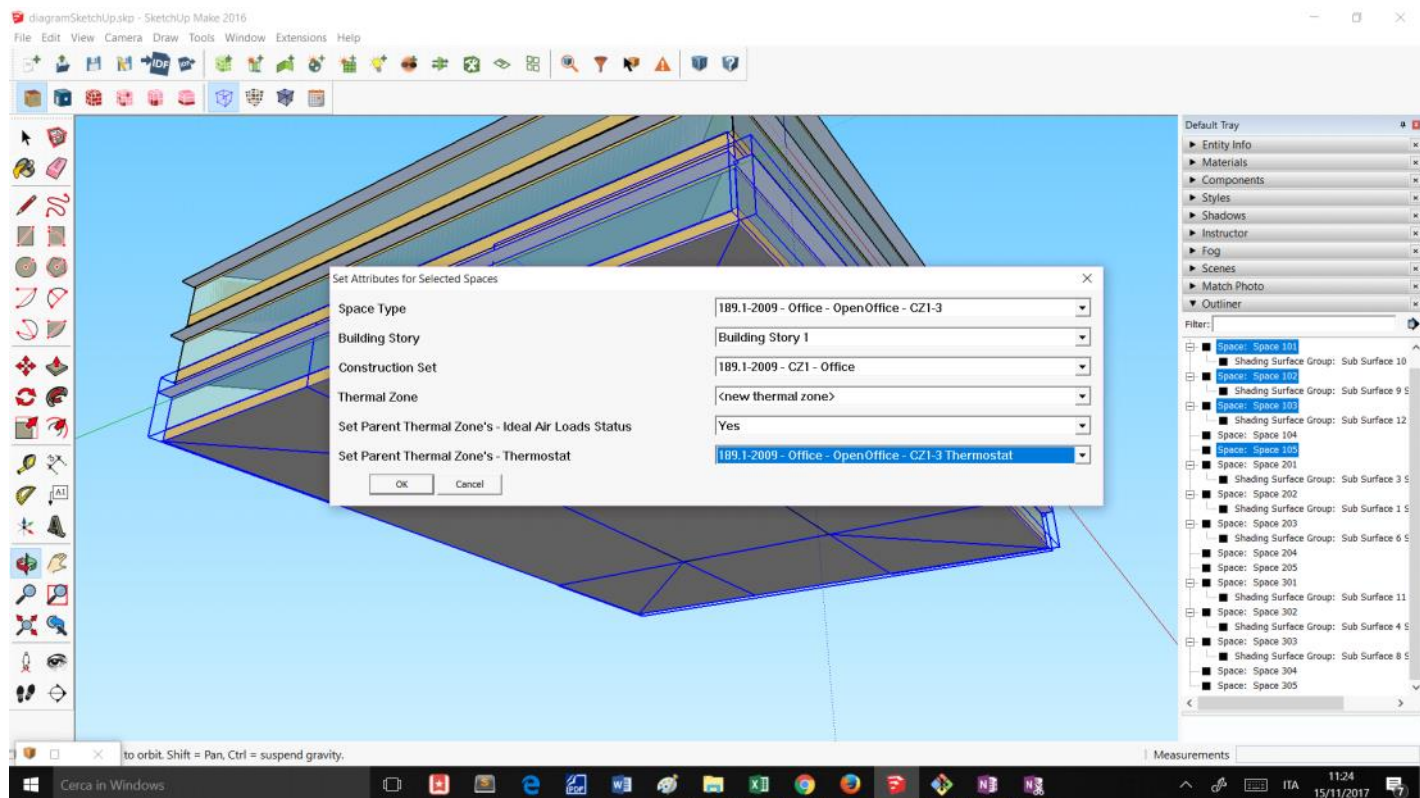 diagramSketchUp.skp - SketchUp Make 2016
File Edit View Camera Draw Tools Window Extensions Help
IDF
Default Tray
Entity Info
Materials
Components
Styles
Shadows
Instructor
Fog
Scenes
Match Photo
Outliner
Filter:
Space: Space 101
Shading Surface Group: Sub Surface 10
Space: Space 102
Shading Surface Group: Sub Surface 9 S
Space: Space 103
Shading Surface Group: Sub Surface 12
Space: Space 104
Space: Space 105
Space: Space 201
Shading Surface Group: Sub Surface 3 S
Space: Space 202
Shading Surface Group: Sub Surface 1 S
Space: Space 203
Shading Surface Group: Sub Surface 6 S
Space: Space 204
Space: Space 205
Space: Space 301
Shading Surface Group: Sub Surface 11
Space: Space 302
Shading Surface Group: Sub Surface 4 S
Space: Space 303
Shading Surface Group: Sub Surface 8 S
Space: Space 304
Space: Space 305
Set Attributes for Selected Spaces
Space Type 189.1-2009 - Office - OpenOffice - CZ1-3
Building Story Building Story 1
Construction Set 189.1-2009 - CZ1 - Office
Thermal Zone <new thermal zone>
Set Parent Thermal Zone's - Ideal Air Loads Status Yes
Set Parent Thermal Zone's - Thermostat 189.1-2009 - Office - OpenOffice - CZ1-3 Thermostat
OK Cancel
to orbit. Shift = Pan, Ctrl = suspend gravity.
Measurements
Cerca in Windows
ITA
11:24
15/11/2017